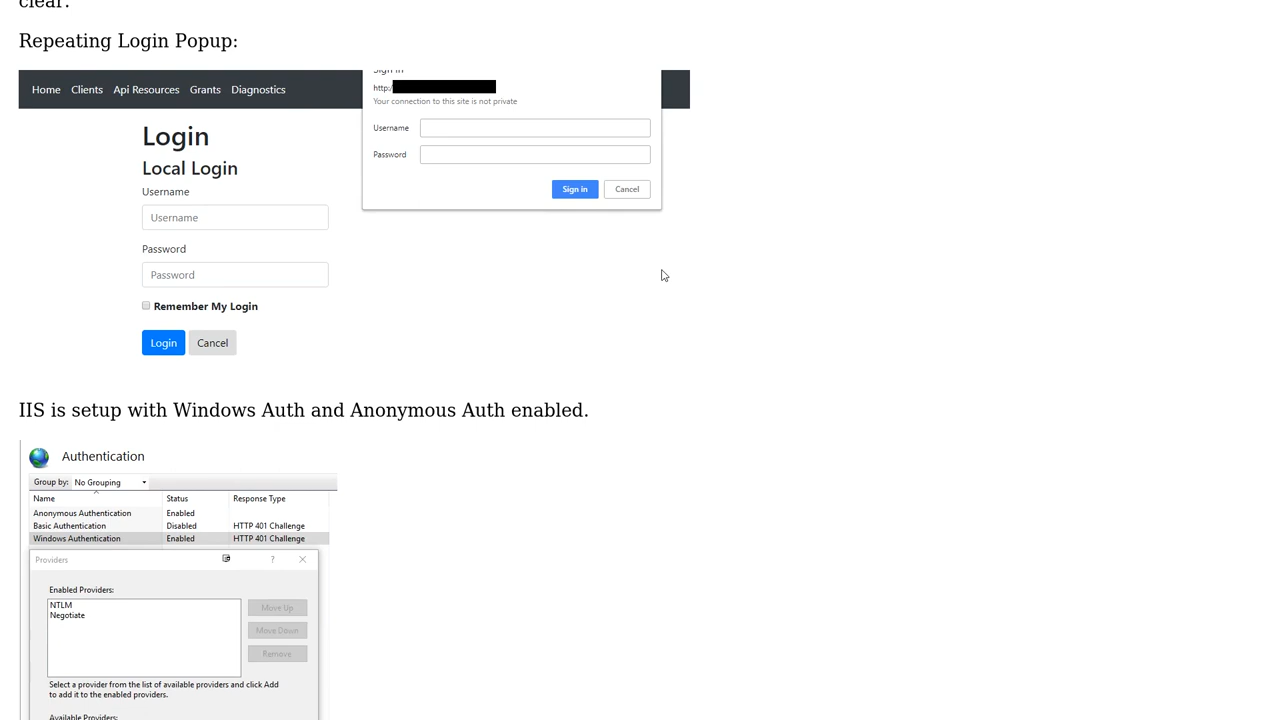 clear.
Repeating Login Popup:
Home Clients Api Resources Grants Diagnostics
Sign in
http:/
Your connection to this site is not private
Username
Password
Sign in Cancel
Login
Local Login
Username
Username
Password
Password
Remember My Login
Login Cancel
IIS is setup with Windows Auth and Anonymous Auth enabled.
Authentication
Group by: No Grouping
Name Status Response Type
Anonymous Authentication Enabled
Basic Authentication Disabled HTTP 401 Challenge
Windows Authentication Enabled HTTP 401 Challenge
Providers ?
Enabled Providers:
NTLM
Negotiate
Move Up
Move Down
Remove
Select a provider from the list of available providers and click Add
to add it to the enabled providers.
Available Providers: